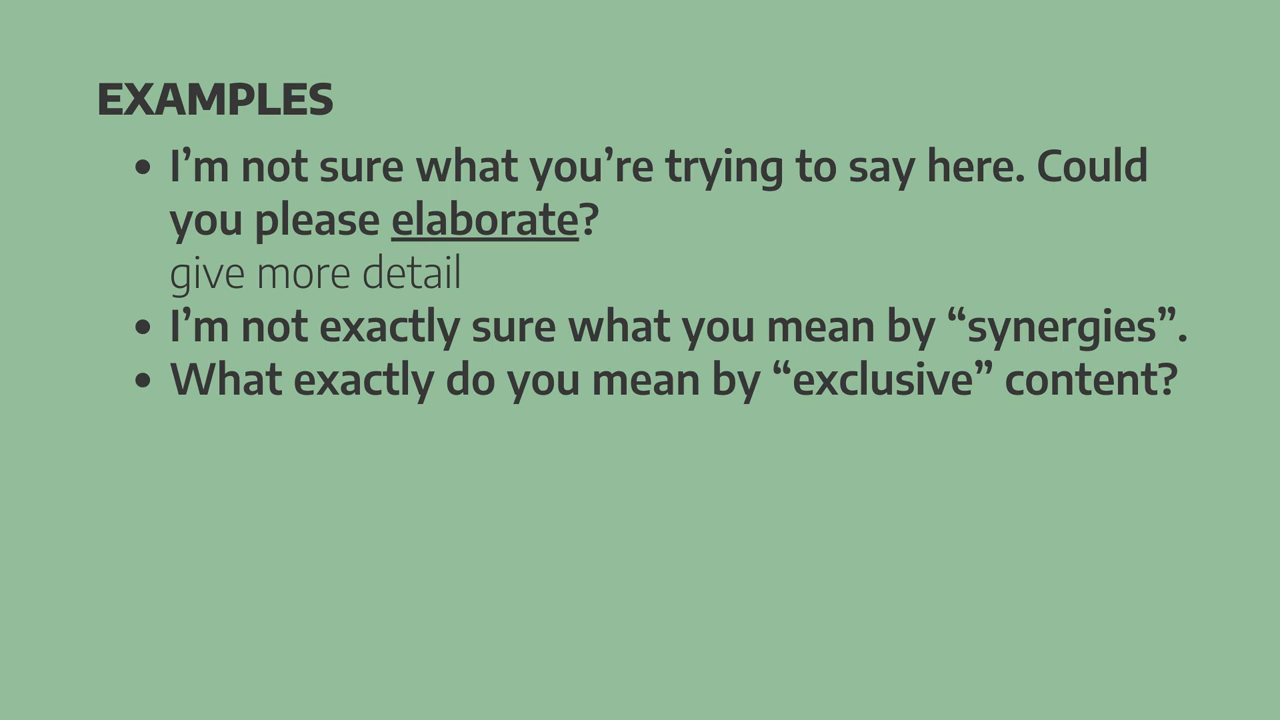 EXAMPLES
• I’m not sure what you’re trying to say here. Could
you please elaborate?
give more detail
• I’m not exactly sure what you mean by “synergies”.
• What exactly do you mean by “exclusive” content?